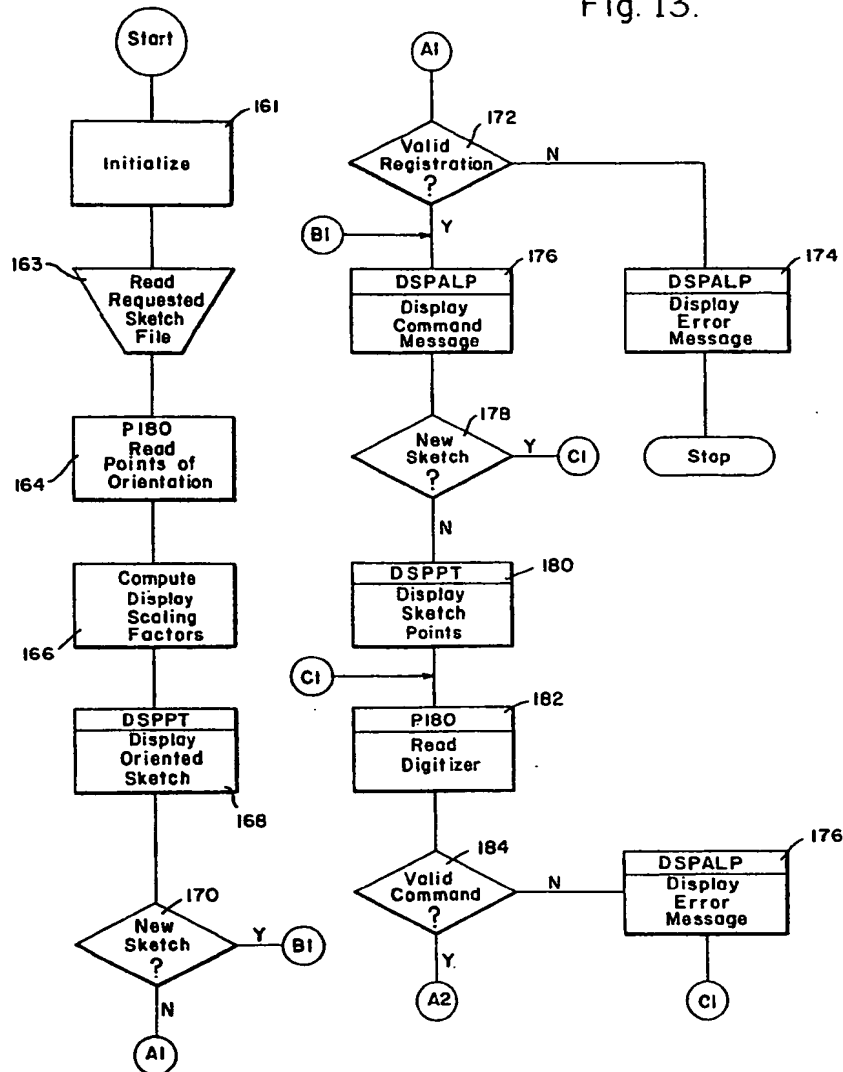 Fig. 13.
Start
161
Initialize
163
Read
Requested
Sketch
File
P180
Read
Points of
Orientation
164
Compute
Display
Scaling
Factors
166
DSPPT
Display
Oriented
Sketch
168
170
New
Sketch
?
Y
B1
N
A1
A1
172
Valid
Registration
?
N
Y
B1
176
DSPALP
Display
Command
Message
174
DSPALP
Display
Error
Message
Stop
178
New
Sketch
?
Y
C1
N
180
DSPPT
Display
Sketch
Points
C1
182
P180
Read
Digitizer
184
Valid
Command
?
N
Y
A2
176
DSPALP
Display
Error
Message
C1